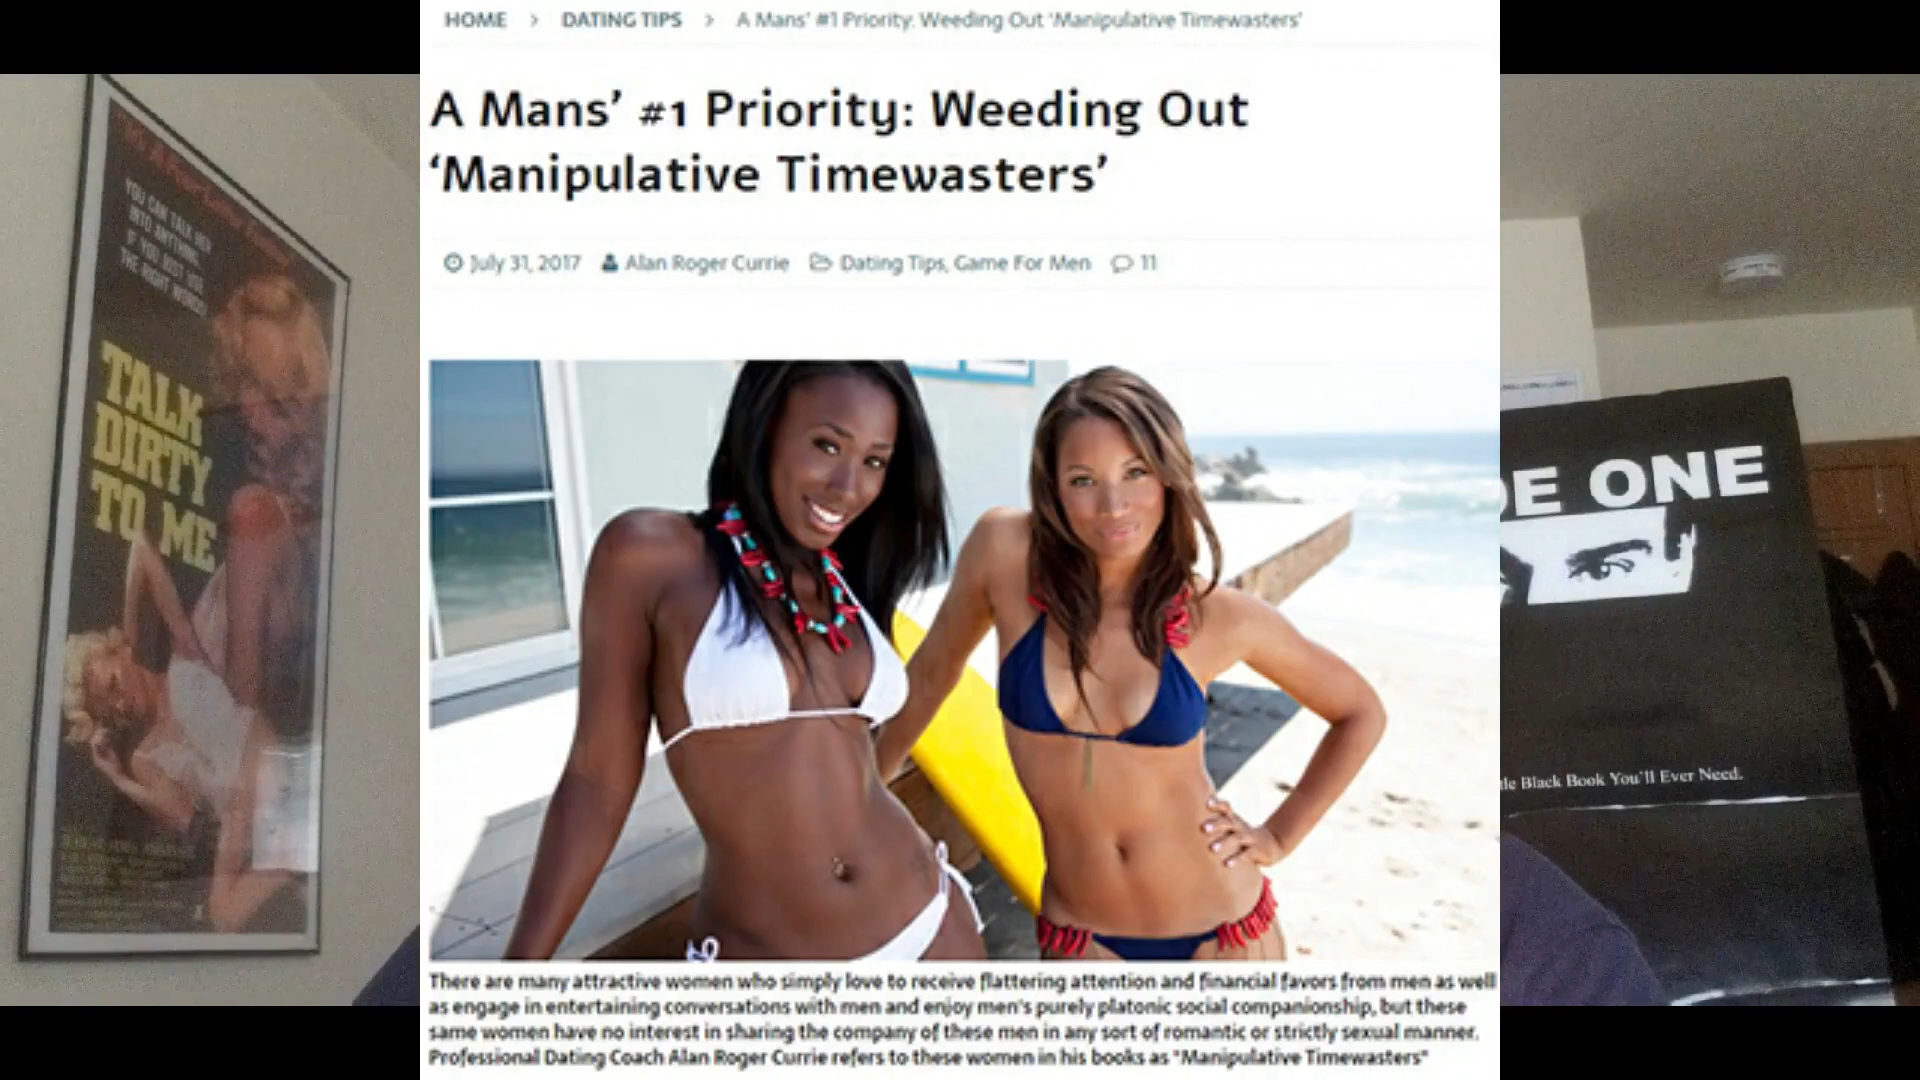 HOME > DATING TIPS > A Mans' #1 Priority: Weeding Out 'Manipulative Timewasters'
A Mans' #1 Priority: Weeding Out
'Manipulative Timewasters'
July 31, 2017 Alan Roger Currie Dating Tips, Game For Men 11
There are many attractive women who simply love to receive flattering attention and financial favors from men as well
as engage in entertaining conversations with men and enjoy men's purely platonic social companionship, but these
same women have no interest in sharing the company of these men in any sort of romantic or strictly sexual manner.
Professional Dating Coach Alan Roger Currie refers to these women in his books as "Manipulative Timewasters"
YOU CAN TALK HER
INTO ANYTHING...
IF YOU JUST USE
THE RIGHT WORDS!
TALK
DIRTY
TO ME
X
DE ONE
tle Black Book You'll Ever Need.